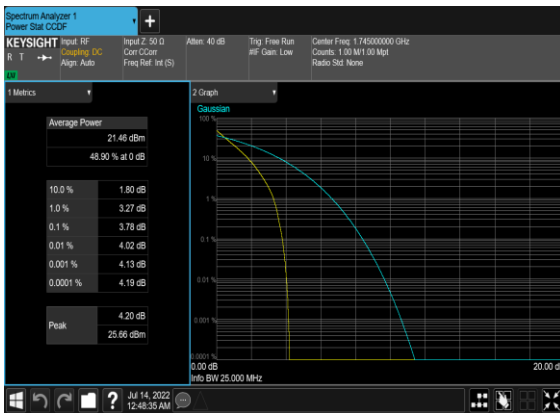 Spectrum Analyzer 1
Power Stat CCDF
KEYSIGHT
R T
LV
Input: RF
Coupling: DC
Align: Auto
Input Z: 50 Ω
Corr CCorr
Freq Ref: Int (S)
Atten: 40 dB
Trig: Free Run
#IF Gain: Low
Center Freq: 1.745000000 GHz
Counts: 1.00 M/1.00 Mpt
Radio Std: None
1 Metrics
Average Power
21.46 dBm
48.90 % at 0 dB
10.0 % 1.80 dB
1.0 % 3.27 dB
0.1 % 3.78 dB
0.01 % 4.02 dB
0.001 % 4.13 dB
0.0001 % 4.19 dB
Peak
4.20 dB
25.66 dBm
2 Graph
Gaussian
100 %
10 %
1 %
0.1 %
0.01 %
0.001 %
0.0001 %
0.00 dB
20.00 d
Info BW 25.000 MHz
Jul 14, 2022
12:48:35 AM